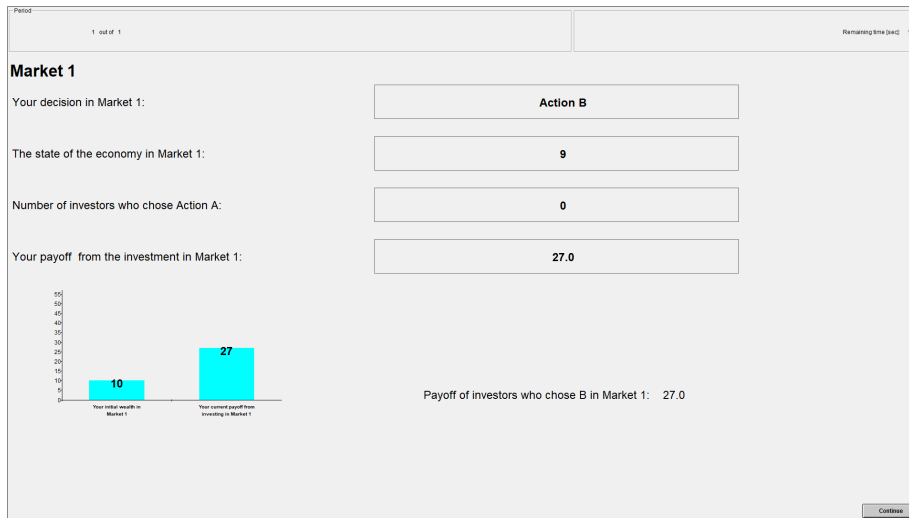 Period
1 out of 1
Remaining time [sec]:
Market 1
Your decision in Market 1:
Action B
The state of the economy in Market 1:
9
Number of investors who chose Action A:
0
Your payoff from the investment in Market 1:
27.0
55
50
45
40
35
30
25
20
15
10
5
0
10
27
Your initial wealth in
Market 1
Your current payoff from
investing in Market 1
Payoff of investors who chose B in Market 1: 27.0
Continue